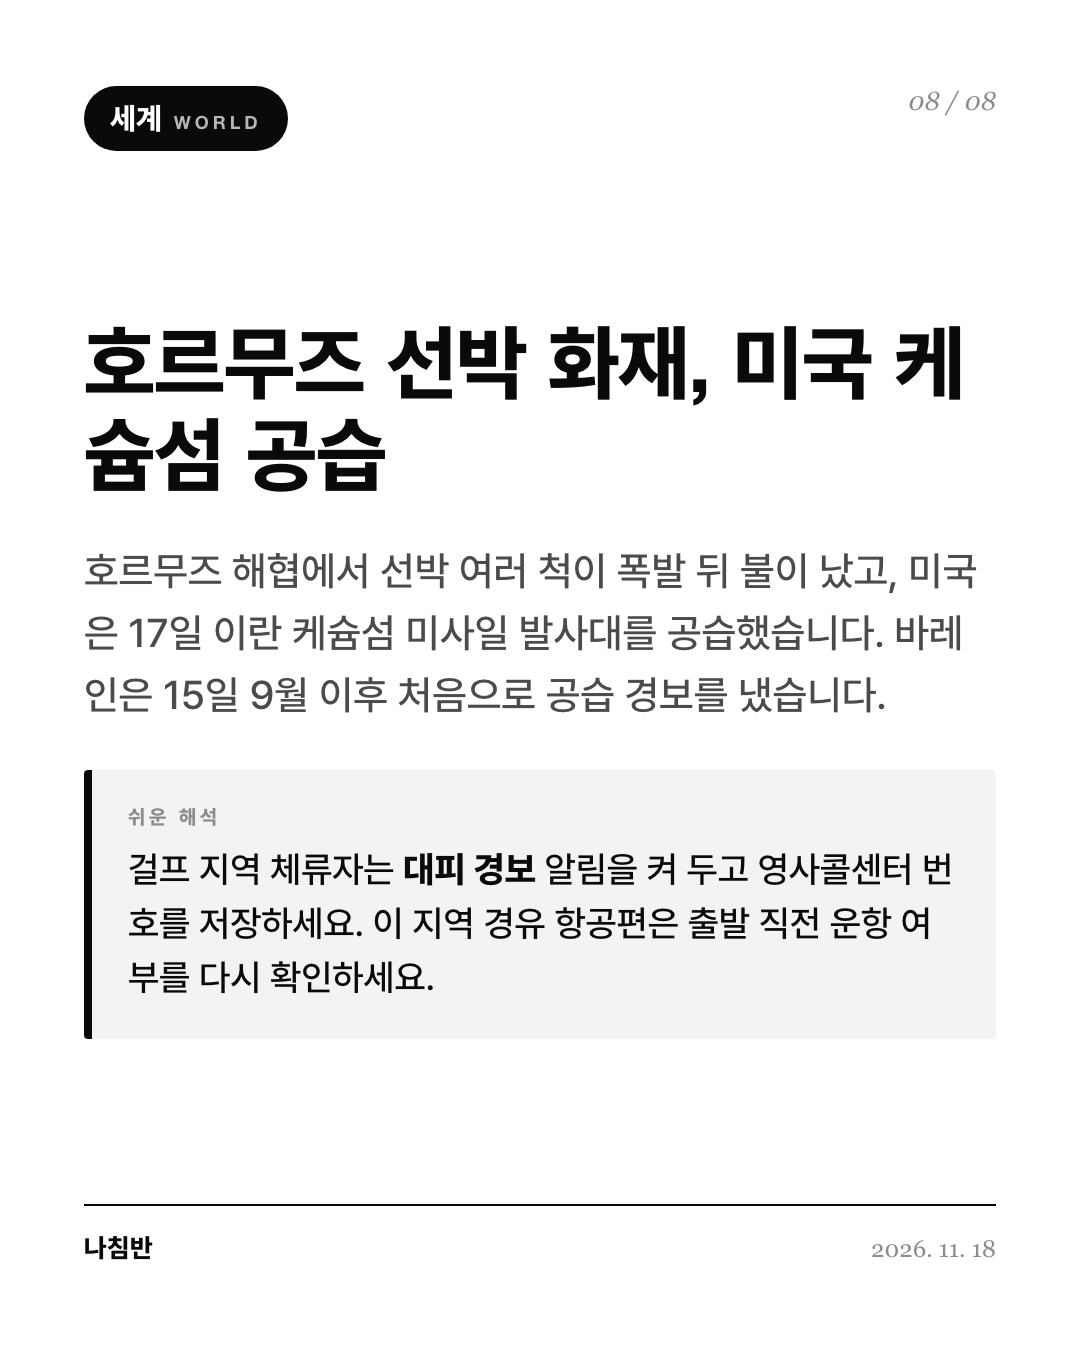 세계 WORLD
08 / 08
호르무즈 선박 화재, 미국 케
슘섬 공습
호르무즈 해협에서 선박 여러 척이 폭발 뒤 불이 났고, 미국
은 17일 이란 케슘섬 미사일 발사대를 공습했습니다. 바레
인은 15일 9월 이후 처음으로 공습 경보를 냈습니다.
쉬운 해석
걸프 지역 체류자는 대피 경보 알림을 켜 두고 영사콜센터 번
호를 저장하세요. 이 지역 경유 항공편은 출발 직전 운항 여
부를 다시 확인하세요.
나침반
2026. 11. 18